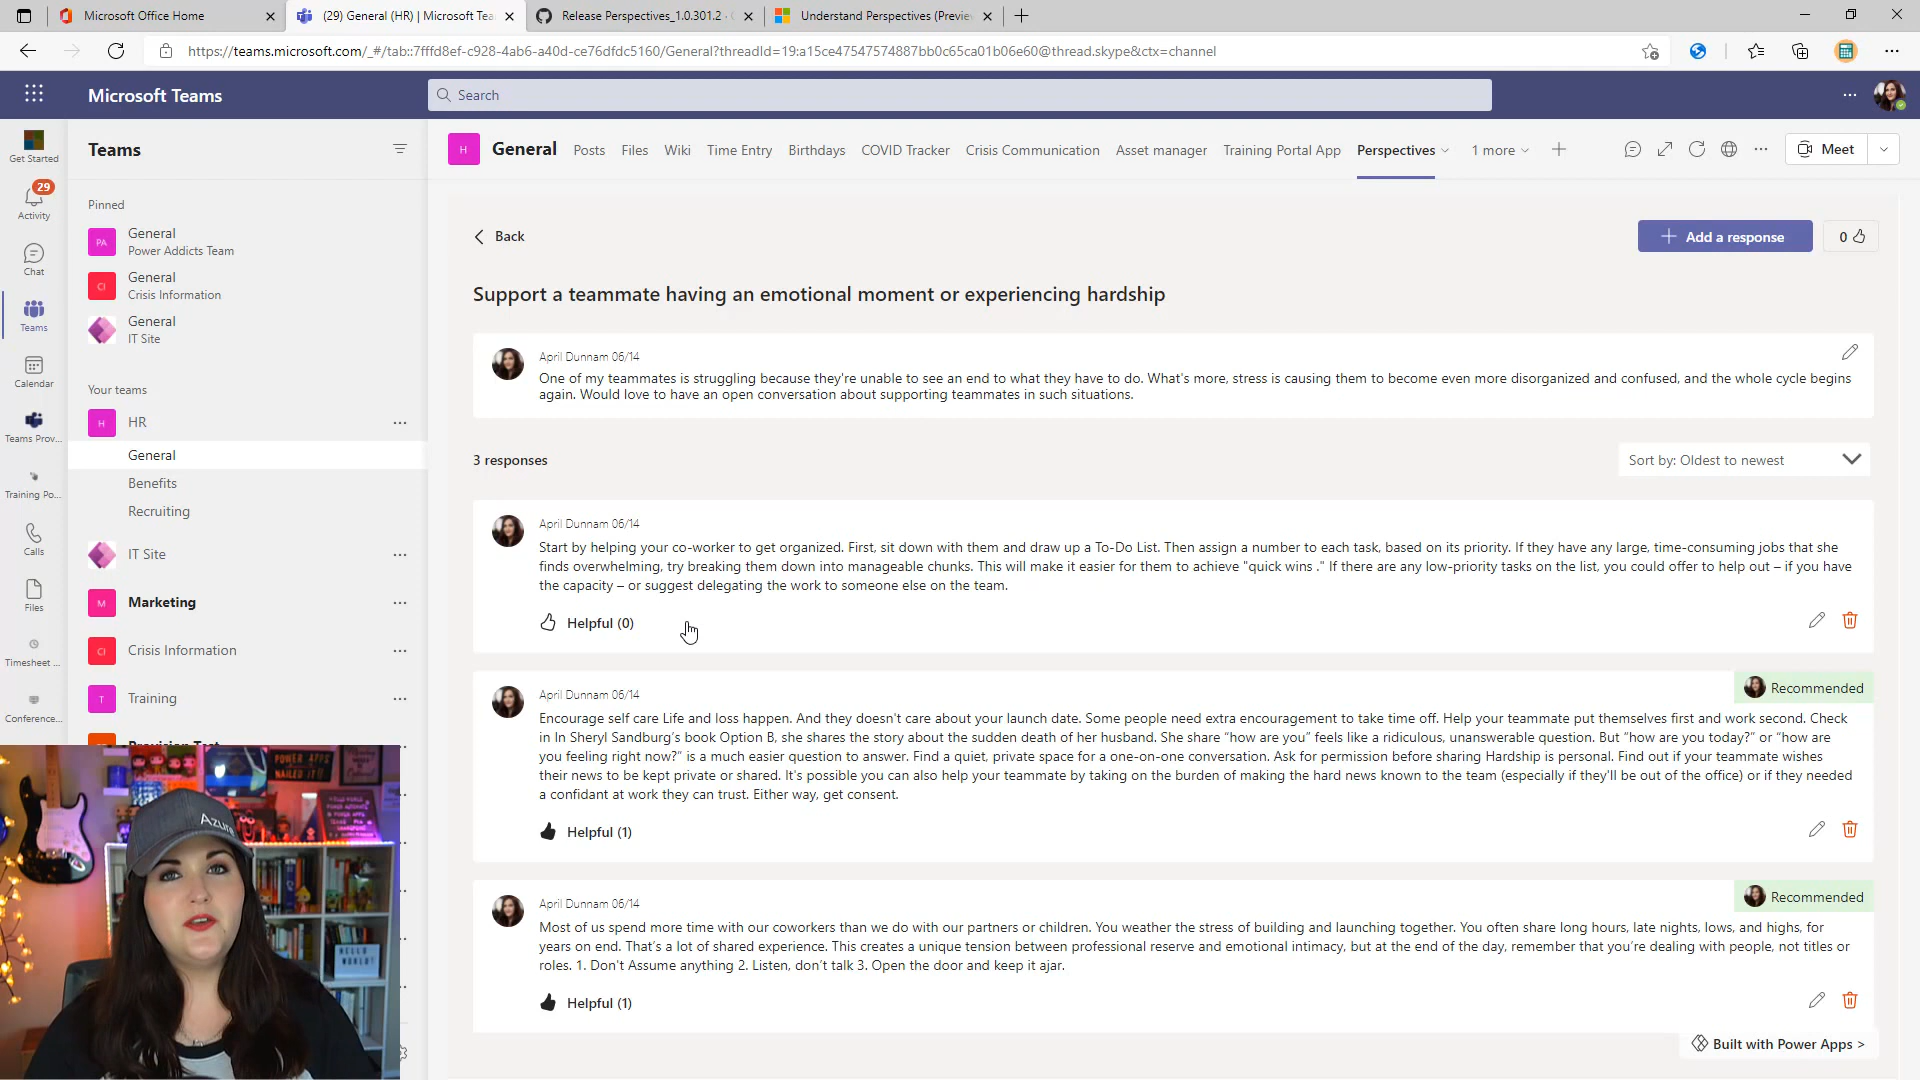 Microsoft Office Home
(29) General (HR) | Microsoft Tea
Release Perspectives_1.0.301.2 ·
Understand Perspectives (Previe
https://teams.microsoft.com/_#/tab::7fffd8ef-c928-4ab6-a40d-ce76dfdc5160/General?threadId=19:a15ce47547574887bb0c65ca01b06e60@thread.skype&ctx=channel
Microsoft Teams
Search
Get Started
29
Activity
Chat
Teams
Calendar
Teams Prov...
Training Po...
Calls
Files
Timesheet ...
Conference...
Teams
Pinned
PA
General
Power Addicts Team
CI
General
Crisis Information
General
IT Site
Your teams
H
HR
General
Benefits
Recruiting
IT Site
M
Marketing
CI
Crisis Information
T
Training
Provision Test
H
General
Posts
Files
Wiki
Time Entry
Birthdays
COVID Tracker
Crisis Communication
Asset manager
Training Portal App
Perspectives
1 more
Meet
Back
Add a response
0
Support a teammate having an emotional moment or experiencing hardship
April Dunnam 06/14
One of my teammates is struggling because they're unable to see an end to what they have to do. What's more, stress is causing them to become even more disorganized and confused, and the whole cycle begins
again. Would love to have an open conversation about supporting teammates in such situations.
3 responses
Sort by: Oldest to newest
April Dunnam 06/14
Start by helping your co-worker to get organized. First, sit down with them and draw up a To-Do List. Then assign a number to each task, based on its priority. If they have any large, time-consuming jobs that she
finds overwhelming, try breaking them down into manageable chunks. This will make it easier for them to achieve "quick wins ." If there are any low-priority tasks on the list, you could offer to help out – if you have
the capacity – or suggest delegating the work to someone else on the team.
Helpful (0)
April Dunnam 06/14
Recommended
Encourage self care Life and loss happen. And they doesn't care about your launch date. Some people need extra encouragement to take time off. Help your teammate put themselves first and work second. Check
in In Sheryl Sandburg's book Option B, she shares the story about the sudden death of her husband. She share “how are you” feels like a ridiculous, unanswerable question. But “how are you today?” or “how are
you feeling right now?” is a much easier question to answer. Find a quiet, private space for a one-on-one conversation. Ask for permission before sharing Hardship is personal. Find out if your teammate wishes
their news to be kept private or shared. It's possible you can also help your teammate by taking on the burden of making the hard news known to the team (especially if they'll be out of the office) or if they needed
a confidant at work they can trust. Either way, get consent.
Helpful (1)
April Dunnam 06/14
Recommended
Most of us spend more time with our coworkers than we do with our partners or children. You weather the stress of building and launching together. You often share long hours, late nights, lows, and highs, for
years on end. That's a lot of shared experience. This creates a unique tension between professional reserve and emotional intimacy, but at the end of the day, remember that you're dealing with people, not titles or
roles. 1. Don't Assume anything 2. Listen, don't talk 3. Open the door and keep it ajar.
Helpful (1)
Built with Power Apps >
POWER APPS
NAILED IT
Azure
HELLO
WORLD!